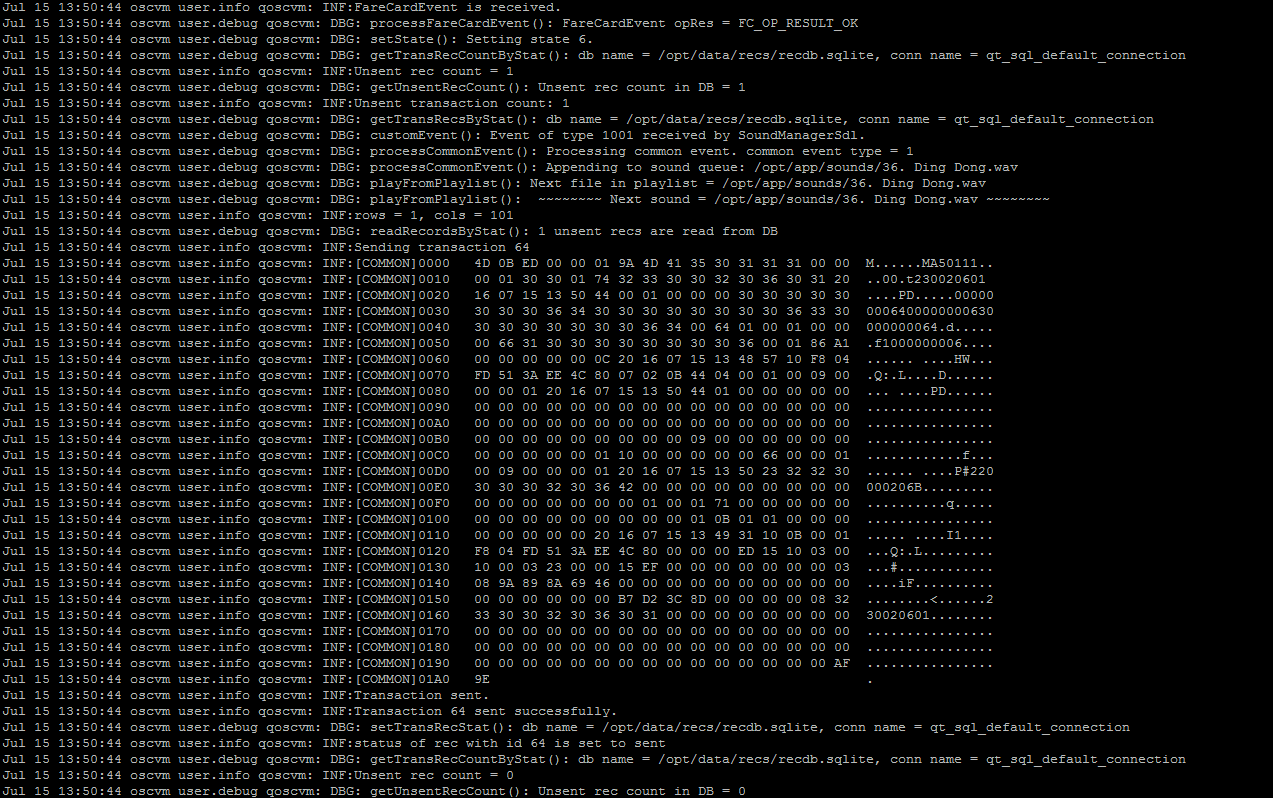 Jul 15 13:50:44 oscvm user.info qoscvm: INF:FareCardEvent is received.
Jul 15 13:50:44 oscvm user.debug qoscvm: DBG: processFareCardEvent(): FareCardEvent opRes = FC_OP_RESULT_OK
Jul 15 13:50:44 oscvm user.debug qoscvm: DBG: setState(): Setting state 6.
Jul 15 13:50:44 oscvm user.debug qoscvm: DBG: getTransRecCountByStat(): db name = /opt/data/recs/recdb.sqlite, conn name = qt_sql_default_connection
Jul 15 13:50:44 oscvm user.info qoscvm: INF:Unsent rec count = 1
Jul 15 13:50:44 oscvm user.debug qoscvm: DBG: getUnsentRecCount(): Unsent rec count in DB = 1
Jul 15 13:50:44 oscvm user.info qoscvm: INF:Unsent transaction count: 1
Jul 15 13:50:44 oscvm user.debug qoscvm: DBG: getTransRecsByStat(): db name = /opt/data/recs/recdb.sqlite, conn name = qt_sql_default_connection
Jul 15 13:50:44 oscvm user.debug qoscvm: DBG: customEvent(): Event of type 1001 received by SoundManagerSdl.
Jul 15 13:50:44 oscvm user.debug qoscvm: DBG: processCommonEvent(): Processing common event. common event type = 1
Jul 15 13:50:44 oscvm user.debug qoscvm: DBG: processCommonEvent(): Appending to sound queue: /opt/app/sounds/36. Ding Dong.wav
Jul 15 13:50:44 oscvm user.debug qoscvm: DBG: playFromPlaylist(): Next file in playlist = /opt/app/sounds/36. Ding Dong.wav
Jul 15 13:50:44 oscvm user.debug qoscvm: DBG: playFromPlaylist():  ~~~~~~~~ Next sound = /opt/app/sounds/36. Ding Dong.wav ~~~~~~~~
Jul 15 13:50:44 oscvm user.info qoscvm: INF:rows = 1, cols = 101
Jul 15 13:50:44 oscvm user.debug qoscvm: DBG: readRecordsByStat(): 1 unsent recs are read from DB
Jul 15 13:50:44 oscvm user.info qoscvm: INF:Sending transaction 64
Jul 15 13:50:44 oscvm user.info qoscvm: INF:[COMMON]0000   4D 0B ED 00 00 01 9A 4D 41 35 30 31 31 31 00 00  M......MA50111..
Jul 15 13:50:44 oscvm user.info qoscvm: INF:[COMMON]0010   00 01 30 30 01 74 32 33 30 30 32 30 36 30 31 20  ..00.t230020601
Jul 15 13:50:44 oscvm user.info qoscvm: INF:[COMMON]0020   16 07 15 13 50 44 00 01 00 00 00 30 30 30 30 30  ....PD.....00000
Jul 15 13:50:44 oscvm user.info qoscvm: INF:[COMMON]0030   30 30 30 36 34 30 30 30 30 30 30 30 30 36 33 30  0006400000000630
Jul 15 13:50:44 oscvm user.info qoscvm: INF:[COMMON]0040   30 30 30 30 30 30 30 36 34 00 64 01 00 01 00 00  000000064.d.....
Jul 15 13:50:44 oscvm user.info qoscvm: INF:[COMMON]0050   00 66 31 30 30 30 30 30 30 30 36 00 00 01 86 A1  .f1000000006....
Jul 15 13:50:44 oscvm user.info qoscvm: INF:[COMMON]0060   00 00 00 00 00 0C 20 16 07 15 13 48 57 10 F8 04  ...... ....HW...
Jul 15 13:50:44 oscvm user.info qoscvm: INF:[COMMON]0070   FD 51 3A EE 4C 80 07 02 0B 44 04 00 01 00 09 00  .Q:.L....D......
Jul 15 13:50:44 oscvm user.info qoscvm: INF:[COMMON]0080   00 00 01 20 16 07 15 13 50 44 01 00 00 00 00 00  ... ....PD......
Jul 15 13:50:44 oscvm user.info qoscvm: INF:[COMMON]0090   00 00 00 00 00 00 00 00 00 00 00 00 00 00 00 00  ................
Jul 15 13:50:44 oscvm user.info qoscvm: INF:[COMMON]00A0   00 00 00 00 00 00 00 00 00 00 00 00 00 00 00 00  ................
Jul 15 13:50:44 oscvm user.info qoscvm: INF:[COMMON]00B0   00 00 00 00 00 00 00 00 00 09 00 00 00 00 00 00  ................
Jul 15 13:50:44 oscvm user.info qoscvm: INF:[COMMON]00C0   00 00 00 00 00 01 10 00 00 00 00 00 66 00 00 01  ............f...
Jul 15 13:50:44 oscvm user.info qoscvm: INF:[COMMON]00D0   00 09 00 00 00 01 20 16 07 15 13 50 23 32 32 30  ...... ....P#220
Jul 15 13:50:44 oscvm user.info qoscvm: INF:[COMMON]00E0   30 30 30 32 30 36 42 00 00 00 00 00 00 00 00 00  000206B.........
Jul 15 13:50:44 oscvm user.info qoscvm: INF:[COMMON]00F0   00 00 00 00 00 00 00 01 00 01 71 00 00 00 00 00  ..........q.....
Jul 15 13:50:44 oscvm user.info qoscvm: INF:[COMMON]0100   00 00 00 00 00 00 00 00 00 01 0B 01 01 00 00 00  ................
Jul 15 13:50:44 oscvm user.info qoscvm: INF:[COMMON]0110   00 00 00 00 00 20 16 07 15 13 49 31 10 0B 00 01  ..... ....I1....
Jul 15 13:50:44 oscvm user.info qoscvm: INF:[COMMON]0120   F8 04 FD 51 3A EE 4C 80 00 00 00 ED 15 10 03 00  ...Q:.L.........
Jul 15 13:50:44 oscvm user.info qoscvm: INF:[COMMON]0130   10 00 03 23 00 00 15 EF 00 00 00 00 00 00 00 03  ...#............
Jul 15 13:50:44 oscvm user.info qoscvm: INF:[COMMON]0140   08 9A 89 8A 69 46 00 00 00 00 00 00 00 00 00 00  ....iF..........
Jul 15 13:50:44 oscvm user.info qoscvm: INF:[COMMON]0150   00 00 00 00 00 00 B7 D2 3C 8D 00 00 00 00 08 32  ........<......2
Jul 15 13:50:44 oscvm user.info qoscvm: INF:[COMMON]0160   33 30 30 32 30 36 30 31 00 00 00 00 00 00 00 00  30020601........
Jul 15 13:50:44 oscvm user.info qoscvm: INF:[COMMON]0170   00 00 00 00 00 00 00 00 00 00 00 00 00 00 00 00  ................
Jul 15 13:50:44 oscvm user.info qoscvm: INF:[COMMON]0180   00 00 00 00 00 00 00 00 00 00 00 00 00 00 00 00  ................
Jul 15 13:50:44 oscvm user.info qoscvm: INF:[COMMON]0190   00 00 00 00 00 00 00 00 00 00 00 00 00 00 00 AF  ................
Jul 15 13:50:44 oscvm user.info qoscvm: INF:[COMMON]01A0   9E                                               .
Jul 15 13:50:44 oscvm user.info qoscvm: INF:Transaction sent.
Jul 15 13:50:44 oscvm user.info qoscvm: INF:Transaction 64 sent successfully.
Jul 15 13:50:44 oscvm user.debug qoscvm: DBG: setTransRecStat(): db name = /opt/data/recs/recdb.sqlite, conn name = qt_sql_default_connection
Jul 15 13:50:44 oscvm user.info qoscvm: INF:status of rec with id 64 is set to sent
Jul 15 13:50:44 oscvm user.debug qoscvm: DBG: getTransRecCountByStat(): db name = /opt/data/recs/recdb.sqlite, conn name = qt_sql_default_connection
Jul 15 13:50:44 oscvm user.info qoscvm: INF:Unsent rec count = 0
Jul 15 13:50:44 oscvm user.debug qoscvm: DBG: getUnsentRecCount(): Unsent rec count in DB = 0